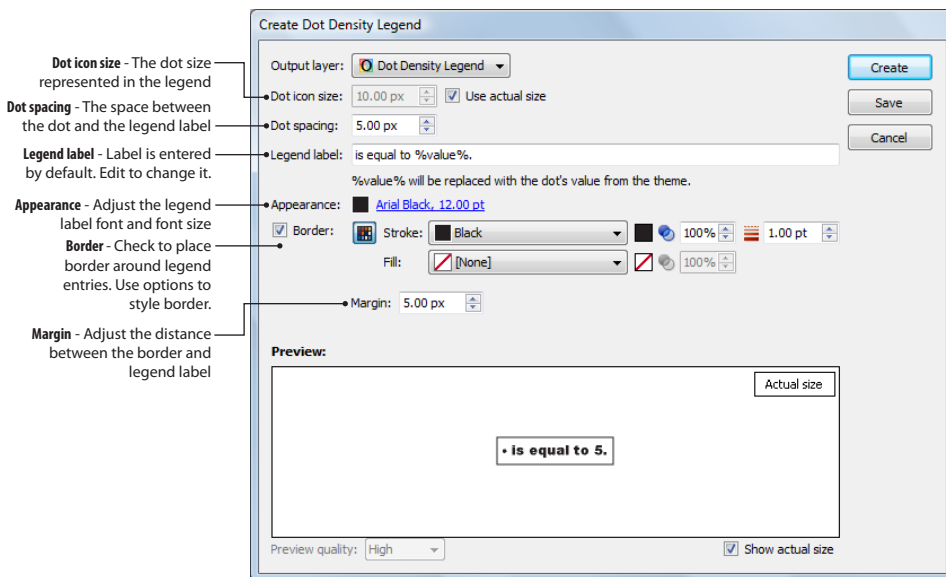 Create Dot Density Legend
Output layer: Dot Density Legend
Create
Dot icon size: 10.00 px Use actual size
Save
Dot spacing: 5.00 px
Cancel
Legend label: is equal to %value%.
%value% will be replaced with the dot's value from the theme.
Appearance: Arial Black, 12.00 pt
Border: Stroke: Black 100% 1.00 pt
Fill: [None] 100%
Margin: 5.00 px
Preview:
Actual size
• is equal to 5.
Preview quality: High
Show actual size
Dot icon size - The dot size
represented in the legend
Dot spacing - The space between
the dot and the legend label
Legend label - Label is entered
by default. Edit to change it.
Appearance - Adjust the legend
label font and font size
Border - Check to place
border around legend
entries. Use options to
style border.
Margin - Adjust the distance
between the border and
legend label